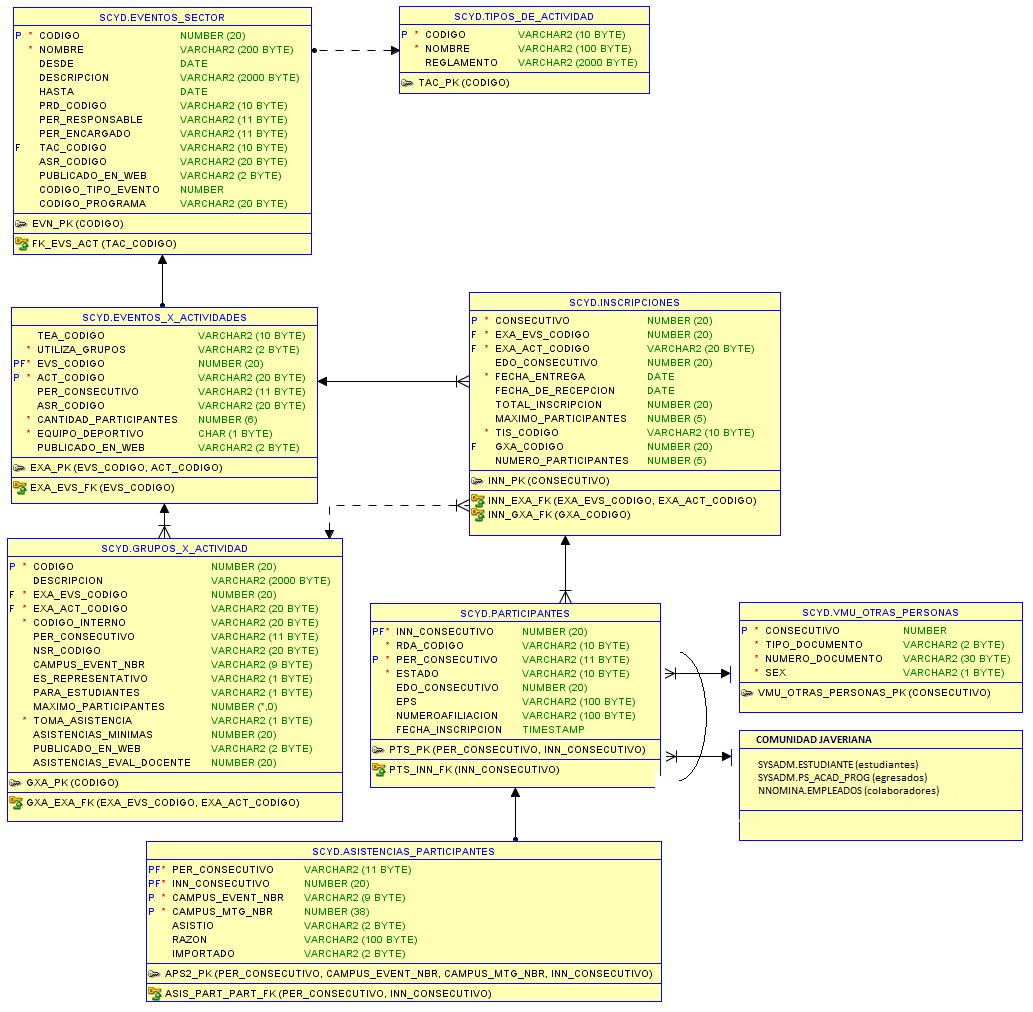 SCYD.EVENTOS_SECTOR
P * CODIGO NUMBER (20)
* NOMBRE VARCHAR2 (200 BYTE)
DESDE DATE
DESCRIPCION VARCHAR2 (2000 BYTE)
HASTA DATE
PRD_CODIGO VARCHAR2 (10 BYTE)
PER_RESPONSABLE VARCHAR2 (11 BYTE)
PER_ENCARGADO VARCHAR2 (11 BYTE)
F TAC_CODIGO VARCHAR2 (10 BYTE)
ASR_CODIGO VARCHAR2 (20 BYTE)
PUBLICADO_EN_WEB VARCHAR2 (2 BYTE)
CODIGO_TIPO_EVENTO NUMBER
CODIGO_PROGRAMA VARCHAR2 (20 BYTE)
EVN_PK (CODIGO)
FK_EVS_ACT (TAC_CODIGO)
SCYD.TIPOS_DE_ACTIVIDAD
P * CODIGO VARCHAR2 (10 BYTE)
* NOMBRE VARCHAR2 (100 BYTE)
REGLAMENTO VARCHAR2 (2000 BYTE)
TAC_PK (CODIGO)
SCYD.EVENTOS_X_ACTIVIDADES
TEA_CODIGO VARCHAR2 (10 BYTE)
* UTILIZA_GRUPOS VARCHAR2 (2 BYTE)
PF* EVS_CODIGO NUMBER (20)
P * ACT_CODIGO VARCHAR2 (20 BYTE)
PER_CONSECUTIVO VARCHAR2 (11 BYTE)
ASR_CODIGO VARCHAR2 (20 BYTE)
* CANTIDAD_PARTICIPANTES NUMBER (6)
* EQUIPO_DEPORTIVO CHAR (1 BYTE)
PUBLICADO_EN_WEB VARCHAR2 (2 BYTE)
EXA_PK (EVS_CODIGO, ACT_CODIGO)
EXA_EVS_FK (EVS_CODIGO)
SCYD.INSCRIPCIONES
P * CONSECUTIVO NUMBER (20)
F * EXA_EVS_CODIGO NUMBER (20)
F * EXA_ACT_CODIGO VARCHAR2 (20 BYTE)
EDO_CONSECUTIVO NUMBER (20)
* FECHA_ENTREGA DATE
FECHA_DE_RECEPCION DATE
TOTAL_INSCRIPCION NUMBER (20)
MAXIMO_PARTICIPANTES NUMBER (5)
* TIS_CODIGO VARCHAR2 (10 BYTE)
F GXA_CODIGO NUMBER (20)
NUMERO_PARTICIPANTES NUMBER (5)
INN_PK (CONSECUTIVO)
INN_EXA_FK (EXA_EVS_CODIGO, EXA_ACT_CODIGO)
INN_GXA_FK (GXA_CODIGO)
SCYD.GRUPOS_X_ACTIVIDAD
P * CODIGO NUMBER (20)
DESCRIPCION VARCHAR2 (2000 BYTE)
F * EXA_EVS_CODIGO NUMBER (20)
F * EXA_ACT_CODIGO VARCHAR2 (20 BYTE)
* CODIGO_INTERNO VARCHAR2 (20 BYTE)
PER_CONSECUTIVO VARCHAR2 (11 BYTE)
NSR_CODIGO VARCHAR2 (20 BYTE)
CAMPUS_EVENT_NBR VARCHAR2 (9 BYTE)
ES_REPRESENTATIVO VARCHAR2 (1 BYTE)
PARA_ESTUDIANTES VARCHAR2 (1 BYTE)
MAXIMO_PARTICIPANTES NUMBER (*,0)
* TOMA_ASISTENCIA VARCHAR2 (1 BYTE)
ASISTENCIAS_MINIMAS NUMBER (20)
PUBLICADO_EN_WEB VARCHAR2 (2 BYTE)
ASISTENCIAS_EVAL_DOCENTE NUMBER (20)
GXA_PK (CODIGO)
GXA_EXA_FK (EXA_EVS_CODIGO, EXA_ACT_CODIGO)
SCYD.PARTICIPANTES
PF* INN_CONSECUTIVO NUMBER (20)
RDA_CODIGO VARCHAR2 (10 BYTE)
P * PER_CONSECUTIVO VARCHAR2 (11 BYTE)
* ESTADO VARCHAR2 (10 BYTE)
EDO_CONSECUTIVO NUMBER (20)
EPS VARCHAR2 (100 BYTE)
NUMEROAFILIACION VARCHAR2 (100 BYTE)
FECHA_INSCRIPCION TIMESTAMP
PTS_PK (PER_CONSECUTIVO, INN_CONSECUTIVO)
PTS_INN_FK (INN_CONSECUTIVO)
SCYD.VMU_OTRAS_PERSONAS
P * CONSECUTIVO NUMBER
* TIPO_DOCUMENTO VARCHAR2 (2 BYTE)
* NUMERO_DOCUMENTO VARCHAR2 (30 BYTE)
* SEX VARCHAR2 (1 BYTE)
VMU_OTRAS_PERSONAS_PK (CONSECUTIVO)
COMUNIDAD JAVERIANA
SYSADM.ESTUDIANTE (estudiantes)
SYSADM.PS_ACAD_PROG (egresados)
NNOMINA.EMPLEADOS (colaboradores)
SCYD.ASISTENCIAS_PARTICIPANTES
PF* PER_CONSECUTIVO VARCHAR2 (11 BYTE)
PF* INN_CONSECUTIVO NUMBER (20)
P * CAMPUS_EVENT_NBR VARCHAR2 (9 BYTE)
P * CAMPUS_MTG_NBR NUMBER (38)
ASISTIO VARCHAR2 (2 BYTE)
RAZON VARCHAR2 (100 BYTE)
IMPORTADO VARCHAR2 (2 BYTE)
APS2_PK (PER_CONSECUTIVO, CAMPUS_EVENT_NBR, CAMPUS_MTG_NBR, INN_CONSECUTIVO)
ASIS_PART_PART_FK (PER_CONSECUTIVO, INN_CONSECUTIVO)